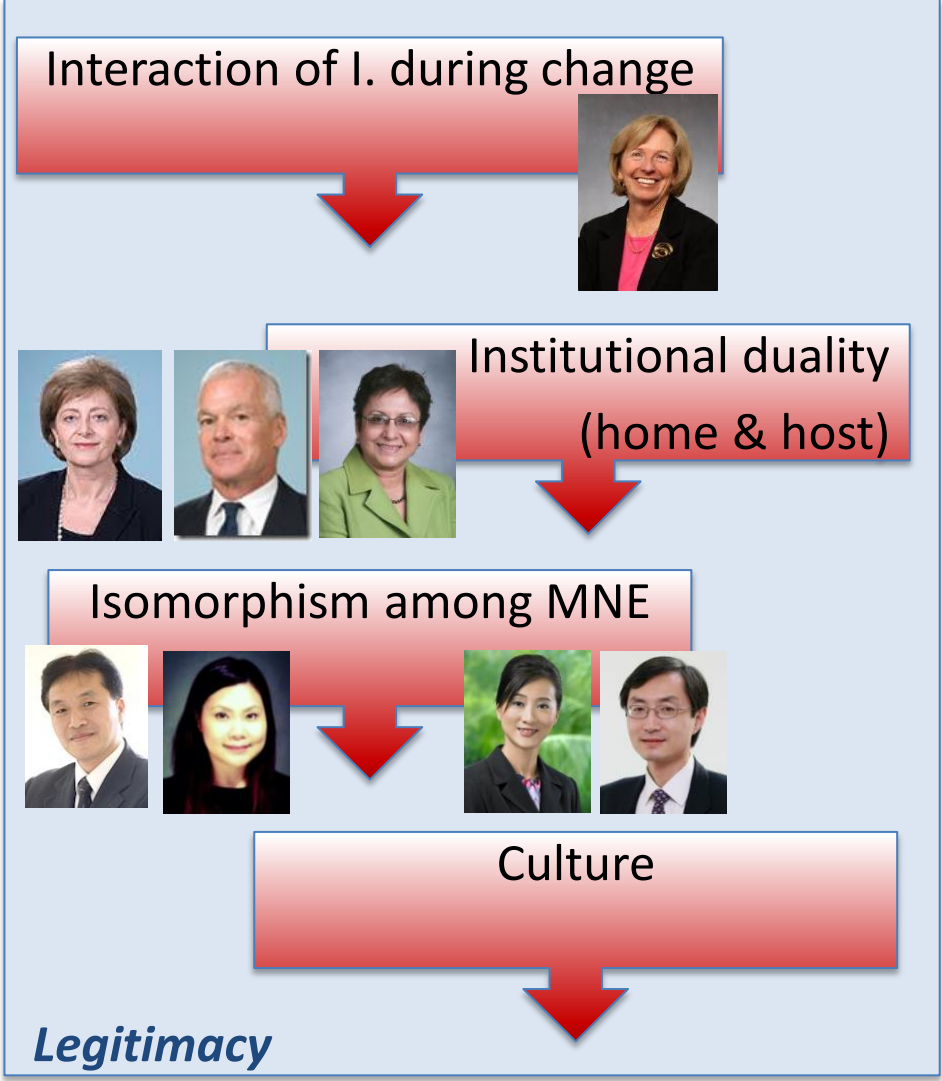 Interaction of I. during change
Institutional duality
(home & host)
Isomorphism among MNE
Culture
Legitimacy